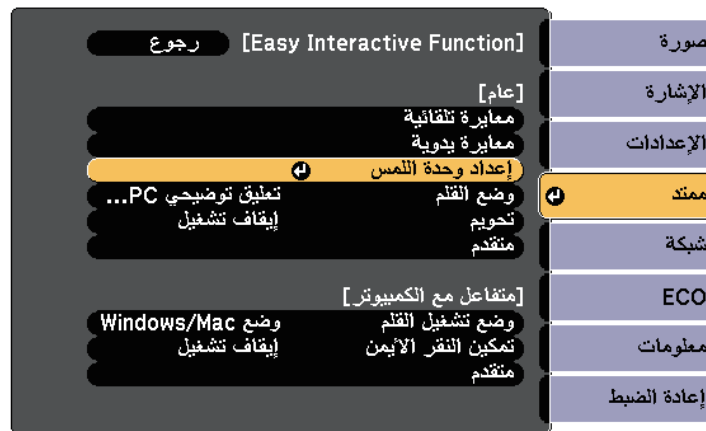 صورة
الإشارة
الإعدادات
ممتد
شبكة
ECO
معلومات
إعادة الضبط
[Easy Interactive Function] رجوع
[عام]
معايرة تلقائية
معايرة يدوية
إعداد وحدة اللمس
وضع القلم تعليق توضيحي PC...
تحويم إيقاف تشغيل
متقدم
[متفاعل مع الكمبيوتر]
وضع تشغيل القلم وضع Windows/Mac
تمكين النقر الأيمن إيقاف تشغيل
متقدم